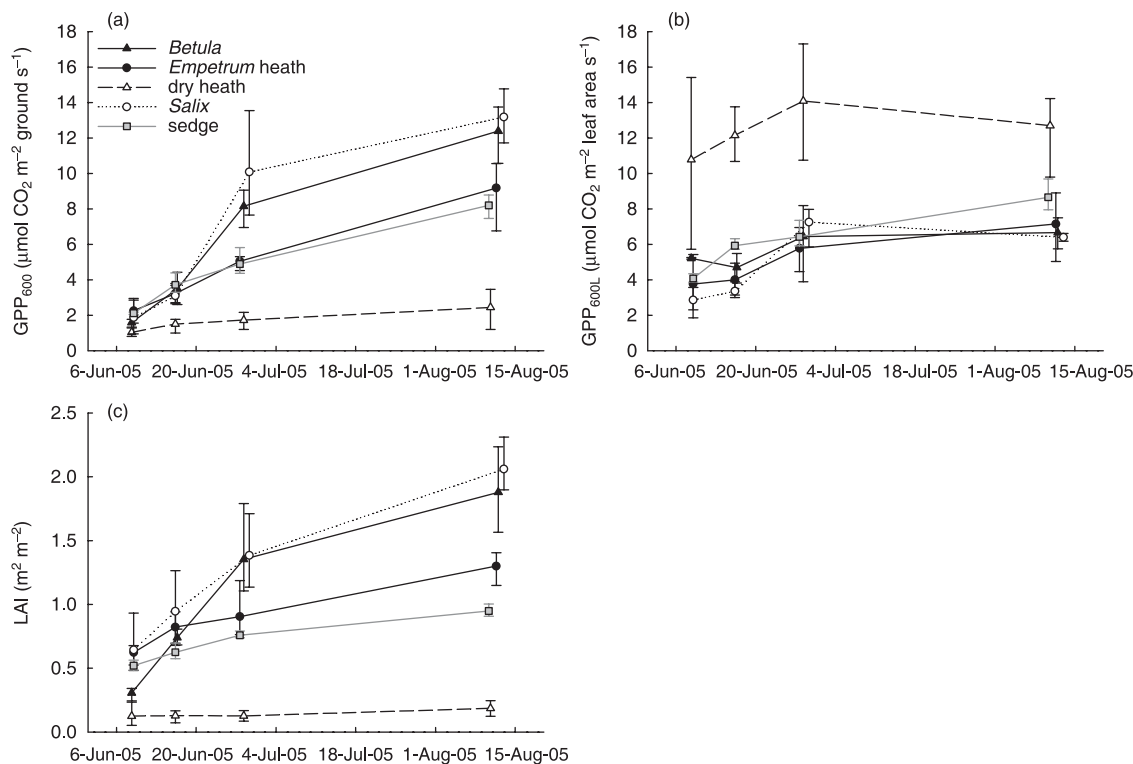 (a)
GPP600 (μmol CO2 m−2 ground s−1)
18
16
14
12
10
8
6
4
2
0
Betula
Empetrum heath
dry heath
Salix
sedge
6-Jun-05 20-Jun-05 4-Jul-05 18-Jul-05 1-Aug-05 15-Aug-05
(b)
GPP600L (μmol CO2 m−2 leaf area s−1)
18
16
14
12
10
8
6
4
2
0
6-Jun-05 20-Jun-05 4-Jul-05 18-Jul-05 1-Aug-05 15-Aug-05
(c)
LAI (m2 m−2)
2.5
2.0
1.5
1.0
0.5
0.0
6-Jun-05 20-Jun-05 4-Jul-05 18-Jul-05 1-Aug-05 15-Aug-05